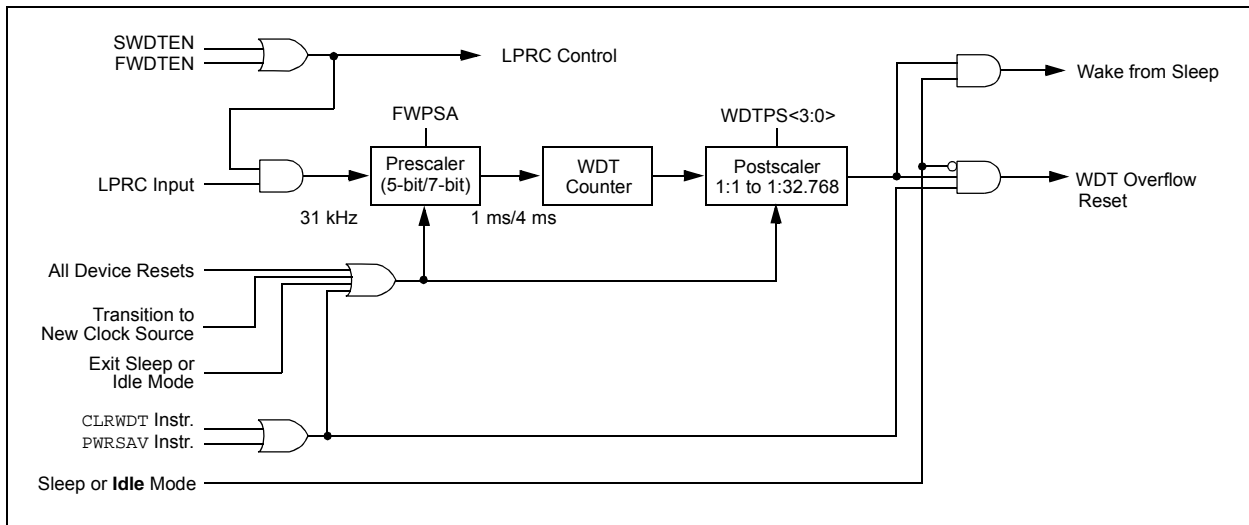 SWDTEN
FWDTEN
LPRC Control
Wake from Sleep
FWPSA
WDTPS<3:0>
LPRC Input
Prescaler
(5-bit/7-bit)
WDT
Counter
Postscaler
1:1 to 1:32.768
WDT Overflow
Reset
31 kHz
1 ms/4 ms
All Device Resets
Transition to
New Clock Source
Exit Sleep or
Idle Mode
CLRWDT Instr.
PWRSAV Instr.
Sleep or Idle Mode